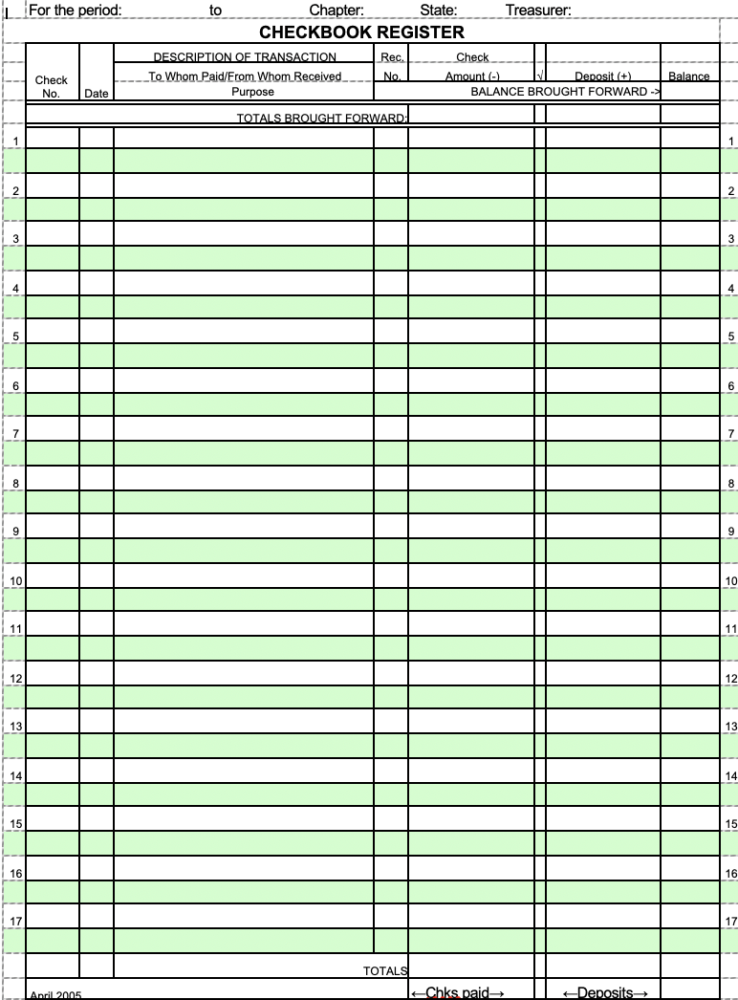 For the period: to Chapter: State: Treasurer:
CHECKBOOK REGISTER
DESCRIPTION OF TRANSACTION Rec. Check
Check To Whom Paid/From Whom Received No. Amount (-) √ Deposit (+) Balance
No. Date Purpose BALANCE BROUGHT FORWARD ->
TOTALS BROUGHT FORWARD:
1 1
2 2
3 3
4 4
5 5
6 6
7 7
8 8
9 9
10 10
11 11
12 12
13 13
14 14
15 15
16 16
17 17
TOTALS
April 2005 ←Chks paid→ ←Deposits→